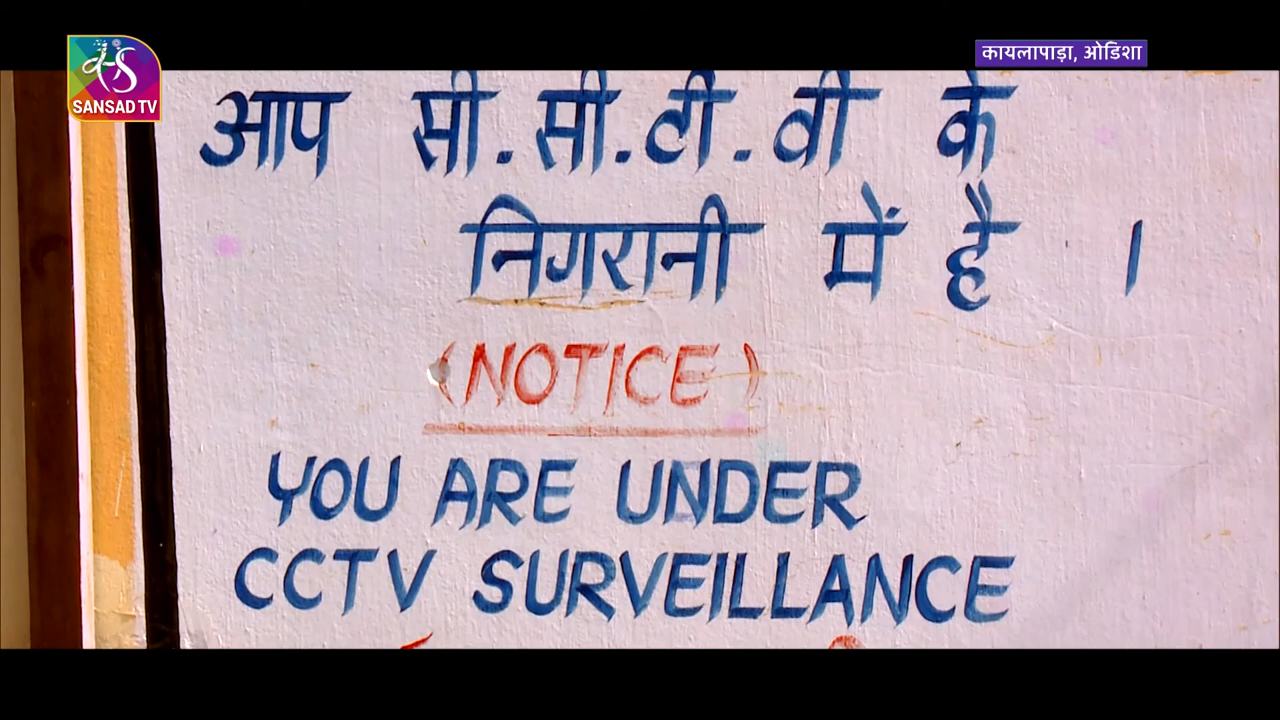 SANSAD TV
कायलापाड़ा, ओडिशा
आप सी.सी.टी.वी के
निगरानी में है ।
(NOTICE)
YOU ARE UNDER
CCTV SURVEILLANCE